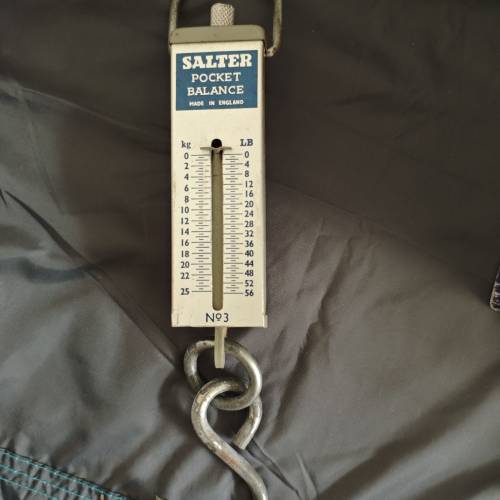 SALTER
POCKET
BALANCE
MADE IN ENGLAND
kg LB
0 0
2 4
4 8
6 12
8 16
10 20
12 24
14 28
16 32
18 36
20 40
22 44
48
25 52
56
Nº3